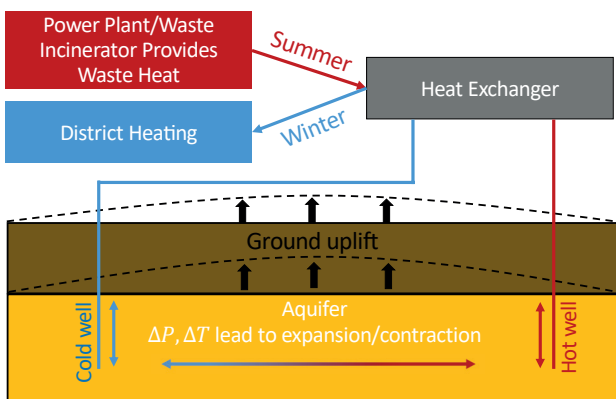 Power Plant/Waste
Incinerator Provides
Waste Heat
Summer
Heat Exchanger
District Heating
Winter
Ground uplift
Aquifer
ΔP, ΔT lead to expansion/contraction
Cold well
Hot well